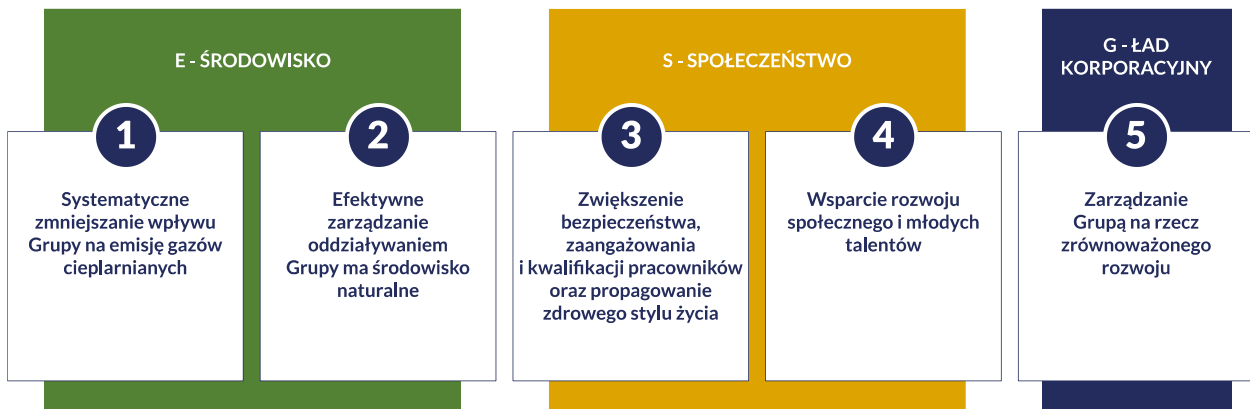 E - ŚRODOWISKO
1
Systematyczne
zmniejszanie wpływu
Grupy na emisję gazów
cieplarnianych
2
Efektywne
zarządzanie
oddziaływaniem
Grupy ma środowisko
naturalne
S - SPOŁECZEŃSTWO
3
Zwiększenie
bezpieczeństwa,
zaangażowania
i kwalifikacji pracowników
oraz propagowanie
zdrowego stylu życia
4
Wsparcie rozwoju
społecznego i młodych
talentów
G - ŁAD
KORPORACYJNY
5
Zarządzanie
Grupą na rzecz
zrównoważonego
rozwoju